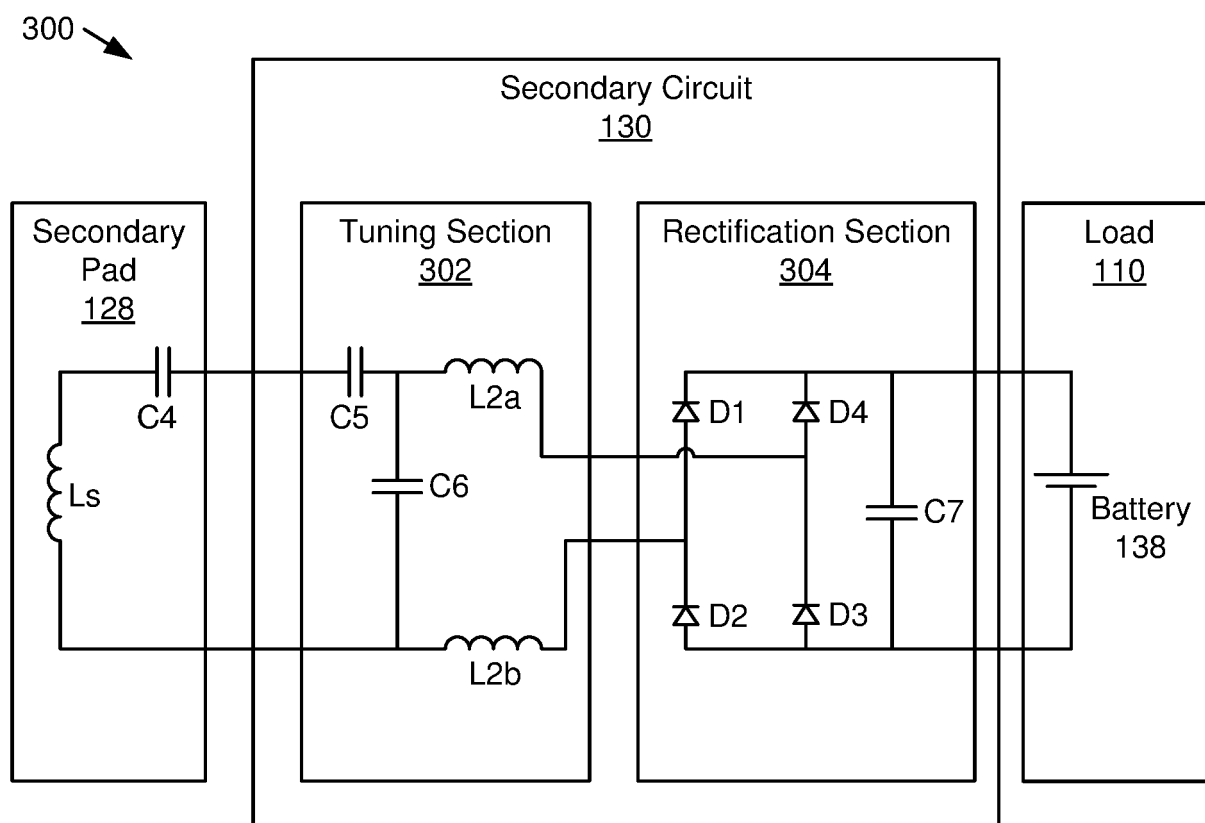 300
Secondary Circuit
130
Secondary
Pad
128
Tuning Section
302
Rectification Section
304
Load
110
C4
C5
L2a
D1
D4
Ls
C6
C7
Battery
138
D2
D3
L2b